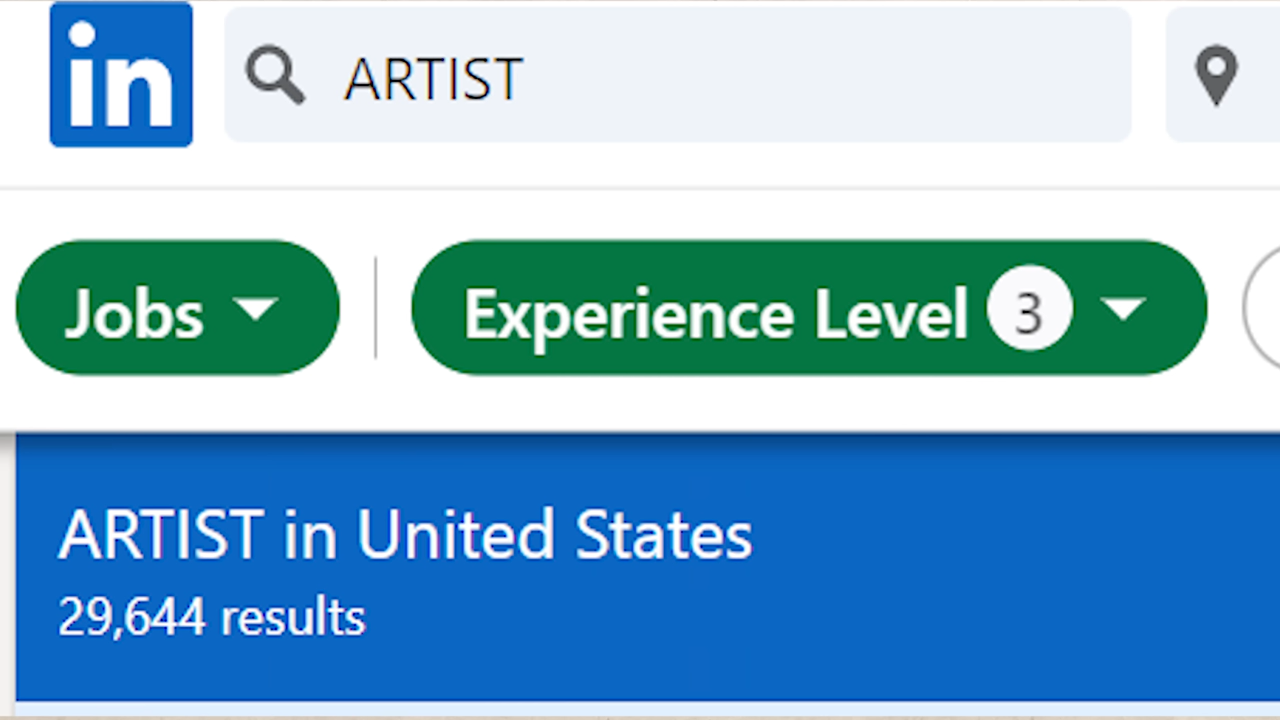 in ARTIST
Jobs Experience Level 3
ARTIST in United States
29,644 results